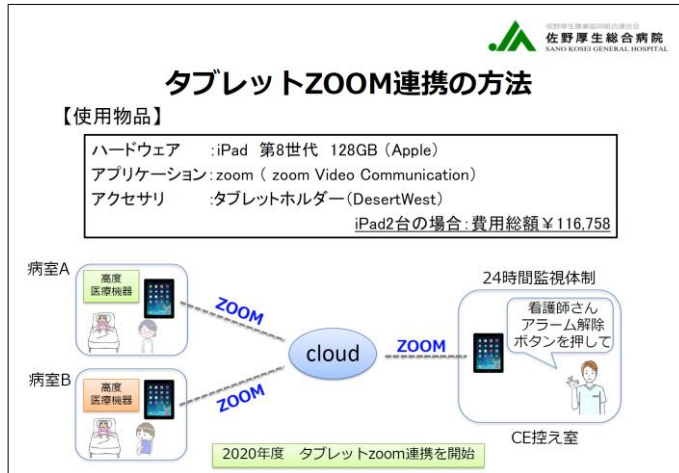 佐野厚生農業協同組合連合会
佐野厚生総合病院
SANO KOSEI GENERAL HOSPITAL
タブレットZOOM連携の方法
【使用物品】
ハードウェア :iPad 第8世代 128GB (Apple)
アプリケーション:zoom ( zoom Video Communication)
アクセサリ :タブレットホルダー(DesertWest)
iPad2台の場合:費用総額¥116,758
病室A
高度
医療機器
ZOOM
病室B
高度
医療機器
ZOOM
cloud
ZOOM
24時間監視体制
看護師さん
アラーム解除
ボタンを押して
CE控え室
2020年度 タブレットzoom連携を開始